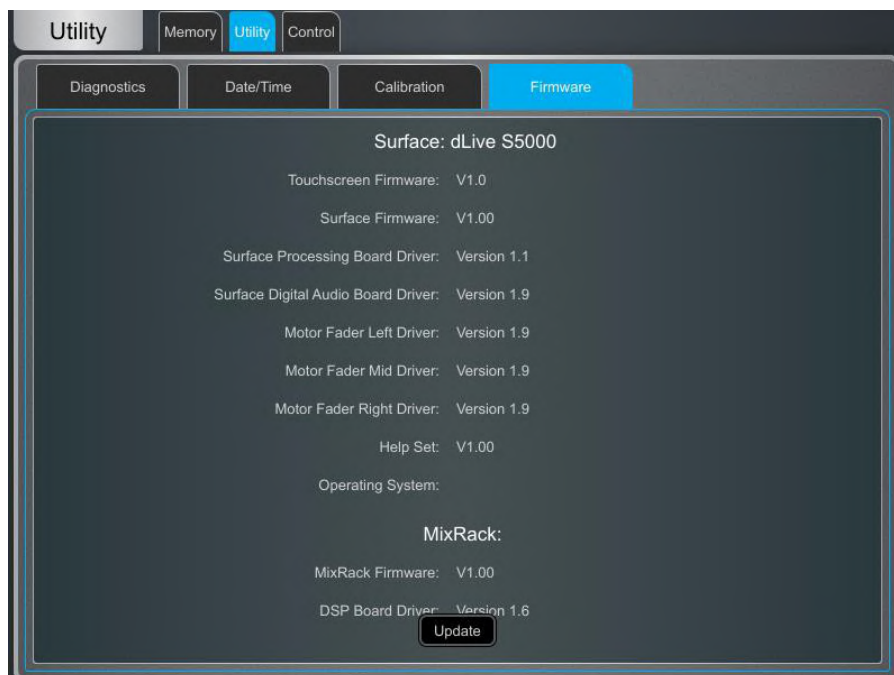 Utility Memory Utility Control
Diagnostics Date/Time Calibration Firmware
Surface: dLive S5000
Touchscreen Firmware: V1.0
Surface Firmware: V1.00
Surface Processing Board Driver: Version 1.1
Surface Digital Audio Board Driver: Version 1.9
Motor Fader Left Driver: Version 1.9
Motor Fader Mid Driver: Version 1.9
Motor Fader Right Driver: Version 1.9
Help Set: V1.00
Operating System:
MixRack:
MixRack Firmware: V1.00
DSP Board Driver: Version 1.6
Update